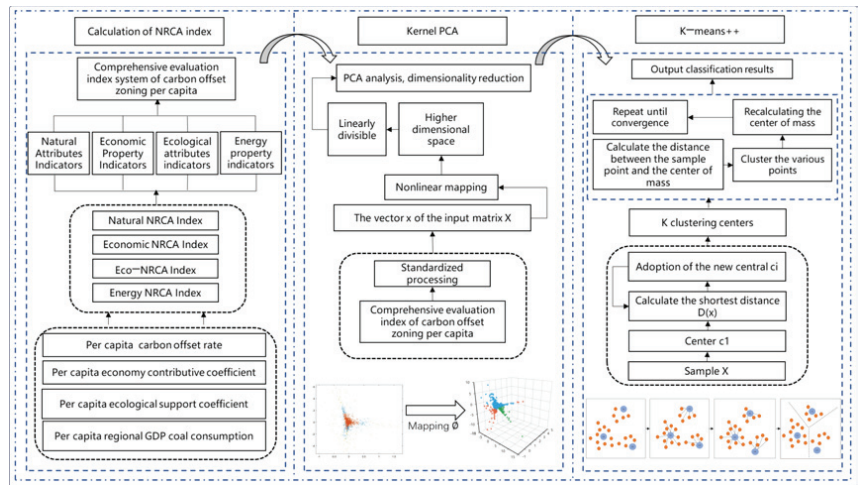 Calculation of NRCA index
Comprehensive evaluation
index system of carbon offset
zoning per capita
Natural
Attributes
Indicators
Economic
Property
Indicators
Ecological
attributes
indicators
Energy
property
indicators
Natural NRCA Index
Economic NRCA Index
Eco—NRCA Index
Energy NRCA Index
Per capita carbon offset rate
Per capita economy contributive coefficient
Per capita ecological support coefficient
Per capita regional GDP coal consumption
Kernel PCA
PCA analysis, dimensionality reduction
Linearly
divisible
Higher
dimensional
space
Nonlinear mapping
The vector x of the input matrix X
Standardized
processing
Comprehensive evaluation
index of carbon offset
zoning per capita
Mapping Ø
K—means++
Output classification results
Repeat until
convergence
Recalculating the
center of mass
Calculate the distance
between the sample
point and the center of
mass
Cluster the various
points
K clustering centers
Adoption of the new central ci
Calculate the shortest distance
D(x)
Center c1
Sample X